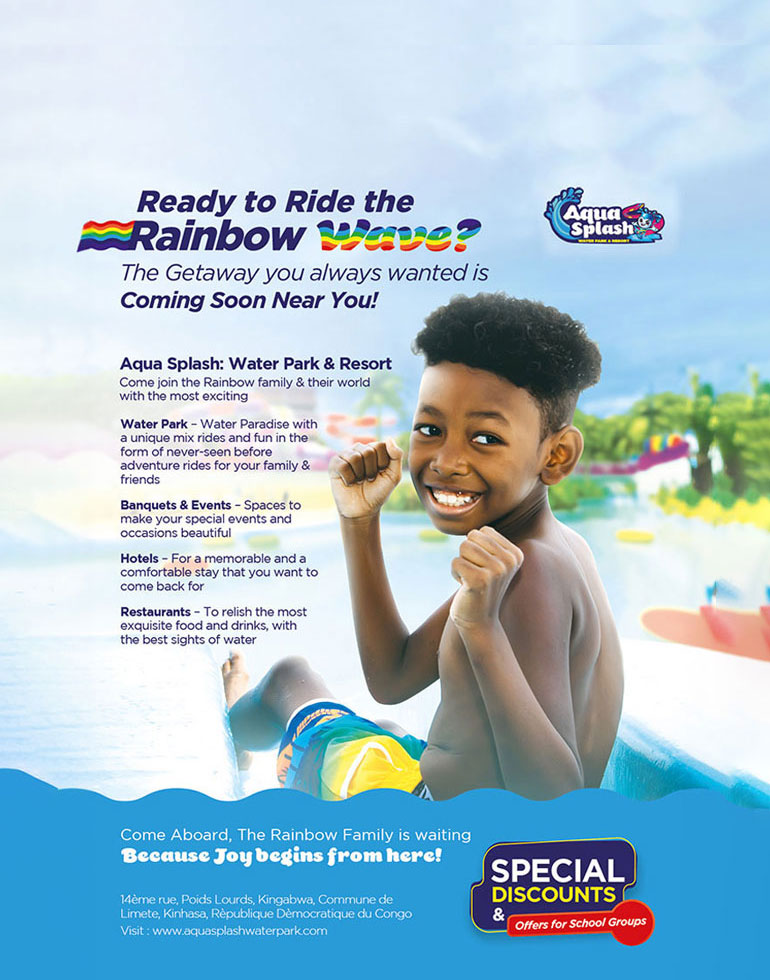 Ready to Ride the
Rainbow Wave?
The Getaway you always wanted is
Coming Soon Near You!
Aqua
Splash
WATER PARK & RESORT
Aqua Splash: Water Park & Resort
Come join the Rainbow family & their world
with the most exciting
Water Park – Water Paradise with
a unique mix rides and fun in the
form of never-seen before
adventure rides for your family &
friends
Banquets & Events – Spaces to
make your special events and
occasions beautiful
Hotels – For a memorable and a
comfortable stay that you want to
come back for
Restaurants – To relish the most
exquisite food and drinks, with
the best sights of water
Come Aboard, The Rainbow Family is waiting
Because Joy begins from here!
14ème rue, Poids Lourds, Kingabwa, Commune de
Limete, Kinhasa, Rèpublique Dèmocratique du Congo
Visit : www.aquasplashwaterpark.com
SPECIAL
DISCOUNTS
& Offers for School Groups